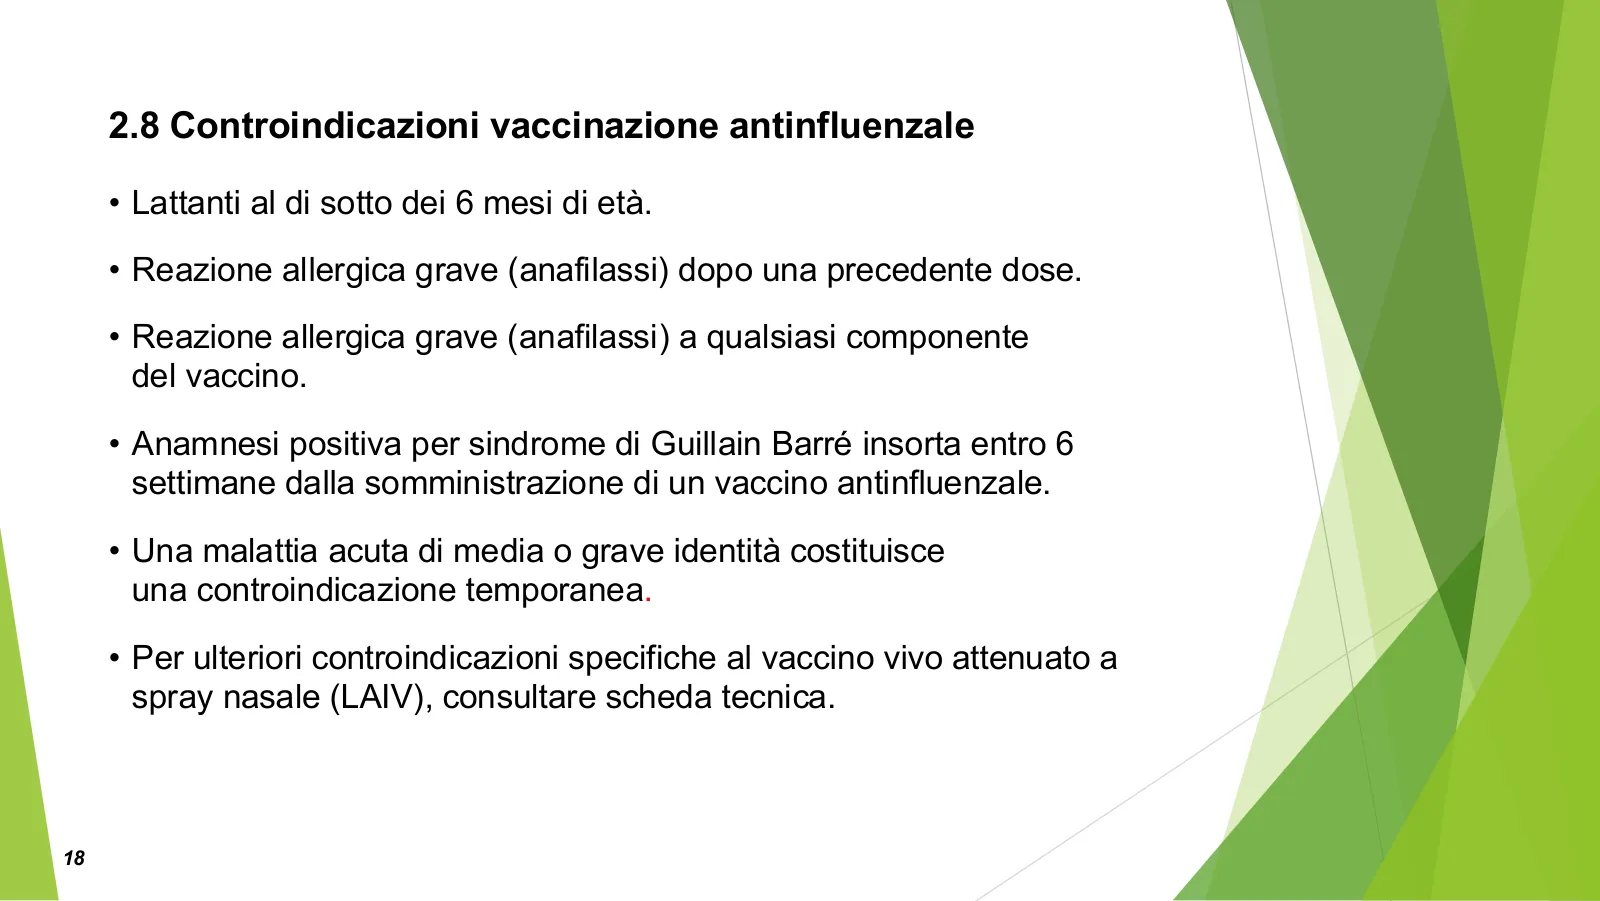 2.8 Controindicazioni vaccinazione antinfluenzale
• Lattanti al di sotto dei 6 mesi di età.
• Reazione allergica grave (anafilassi) dopo una precedente dose.
• Reazione allergica grave (anafilassi) a qualsiasi componente
del vaccino.
• Anamnesi positiva per sindrome di Guillain Barré insorta entro 6
settimane dalla somministrazione di un vaccino antinfluenzale.
• Una malattia acuta di media o grave identità costituisce
una controindicazione temporanea.
• Per ulteriori controindicazioni specifiche al vaccino vivo attenuato a
spray nasale (LAIV), consultare scheda tecnica.
18